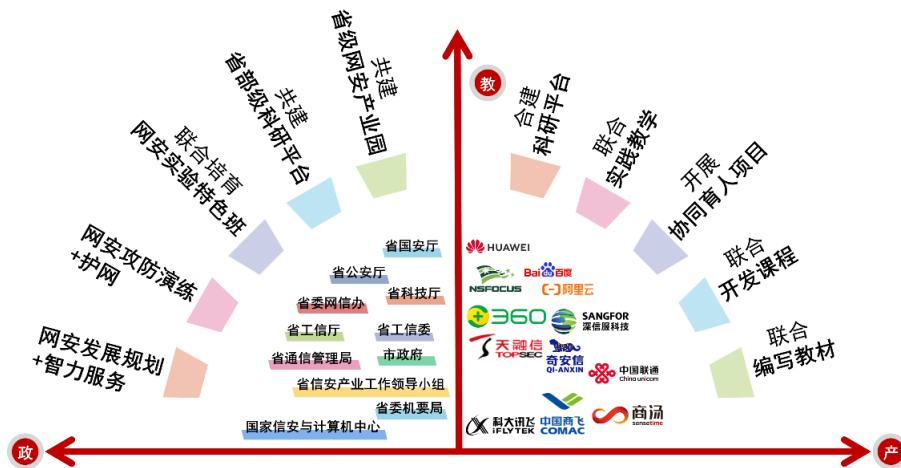 教
共建
省级网安产业园
共建
省部级科研平台
联合培育
网安实验特色班
网安攻防演练
+护网
网安发展规划
+智力服务
合建
科研平台
联合
实践教学
开展
协同育人项目
联合
开发课程
联合
编写教材
省国安厅
省公安厅
省科技厅
省委网信办
省工信厅
省工信委
省通信管理局
市政府
省信安产业工作领导小组
省委机要局
国家信安与计算机中心
HUAWEI
NSFOCUS
Bai百度
阿里云
360
SANGFOR
深信服科技
天融信
TOPSEC
奇安信
QI-ANXIN
中国联通
China unicom
科大讯飞
iFLYTEK
中国商飞
COMAC
商汤
sensetime
政
产